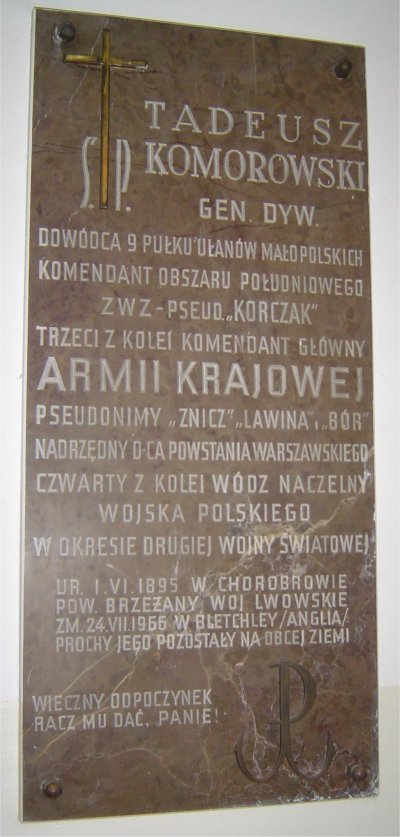 TADEUSZ
Ś.P. KOMOROWSKI
GEN. DYW.
DOWÓDCA 9 PUŁKU UŁANÓW MAŁOPOLSKICH
KOMENDANT OBSZARU POŁUDNIOWEGO
ZWZ-PSEUD. „KORCZAK"
TRZECI Z KOLEI KOMENDANT GŁÓWNY
ARMII KRAJOWEJ
PSEUDONIMY „ZNICZ" „LAWINA" i „BÓR"
NADRZĘDNY D-CA POWSTANIA WARSZAWSKIEGO
CZWARTY Z KOLEI WÓDZ NACZELNY
WOJSKA POLSKIEGO
W OKRESIE DRUGIEJ WOJNY ŚWIATOWEJ
UR. 1.VI.1895 W CHOROBROWIE
POW. BRZEŻANY WOJ LWOWSKIE
ZM. 24.VII.1966 W BLETCHLEY /ANGLIA/
PROCHY JEGO POZOSTAŁY NA OBCEJ ZIEMI
WIECZNY ODPOCZYNEK
RACZ MU DAĆ, PANIE!
PW